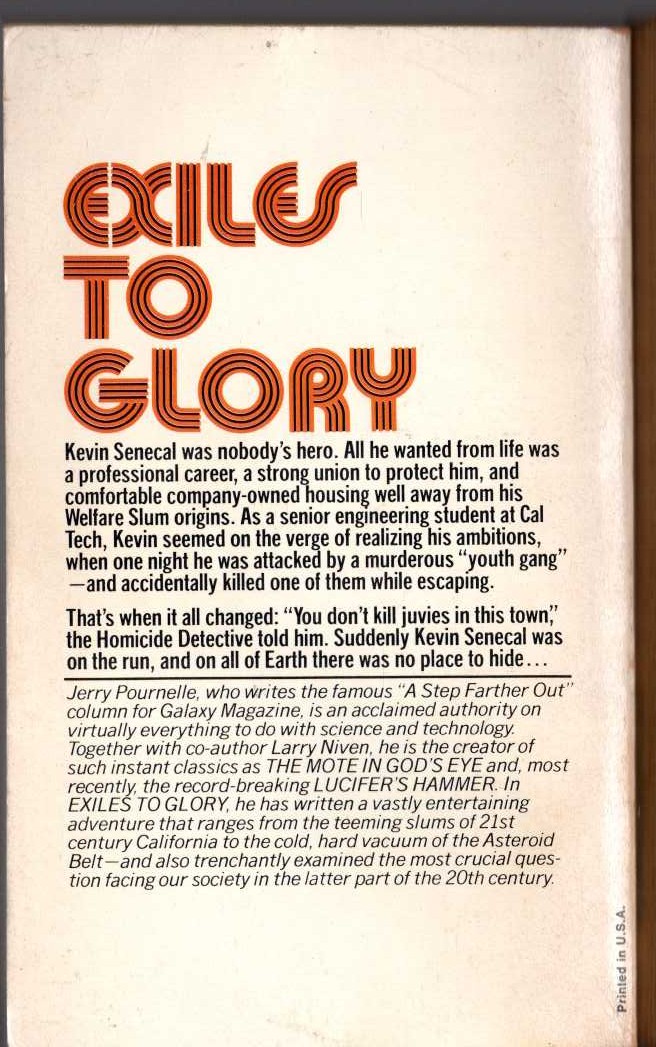 EXILES
TO
GLORY
Kevin Senecal was nobody's hero. All he wanted from life was
a professional career, a strong union to protect him, and
comfortable company-owned housing well away from his
Welfare Slum origins. As a senior engineering student at Cal
Tech, Kevin seemed on the verge of realizing his ambitions,
when one night he was attacked by a murderous "youth gang"
—and accidentally killed one of them while escaping.
That's when it all changed: "You don't kill juvies in this town,"
the Homicide Detective told him. Suddenly Kevin Senecal was
on the run, and on all of Earth there was no place to hide...
Jerry Pournelle, who writes the famous "A Step Farther Out"
column for Galaxy Magazine, is an acclaimed authority on
virtually everything to do with science and technology.
Together with co-author Larry Niven, he is the creator of
such instant classics as THE MOTE IN GOD'S EYE and, most
recently, the record-breaking LUCIFER'S HAMMER. In
EXILES TO GLORY, he has written a vastly entertaining
adventure that ranges from the teeming slums of 21st
century California to the cold, hard vacuum of the Asteroid
Belt—and also trenchantly examined the most crucial ques-
tion facing our society in the latter part of the 20th century.
Printed in U.S.A.